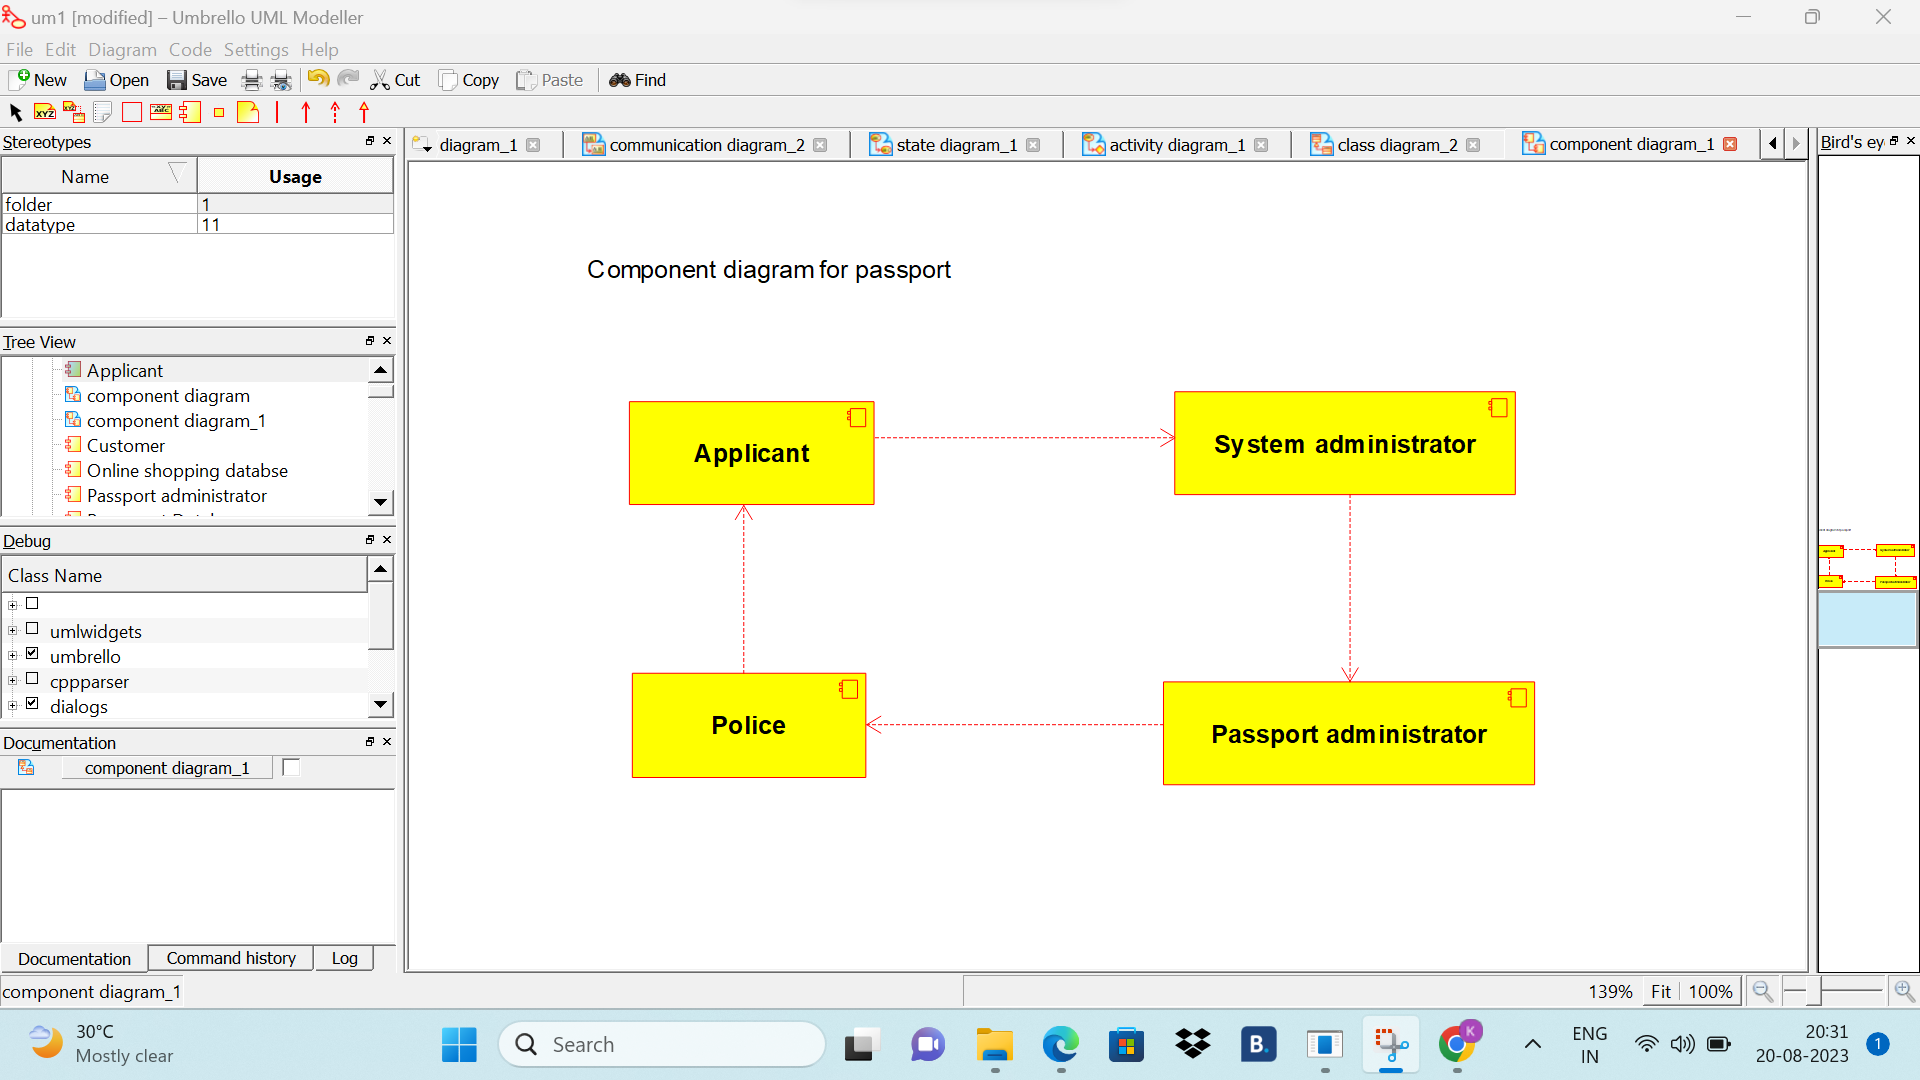 um1 [modified] – Umbrello UML Modeller
File Edit Diagram Code Settings Help
New Open Save Cut Copy Paste Find
Stereotypes
Name Usage
folder 1
datatype 11
Tree View
Applicant
component diagram
component diagram_1
Customer
Online shopping databse
Passport administrator
Debug
Class Name
umlwidgets
umbrello
cppparser
dialogs
Documentation
component diagram_1
Documentation Command history Log
diagram_1 communication diagram_2 state diagram_1 activity diagram_1 class diagram_2 component diagram_1
Component diagram for passport
Applicant
System administrator
Police
Passport administrator
Bird's ey
component diagram_1
139% Fit 100%
30°C
Mostly clear
Search
B.
K
ENG
IN
20:31
20-08-2023
1